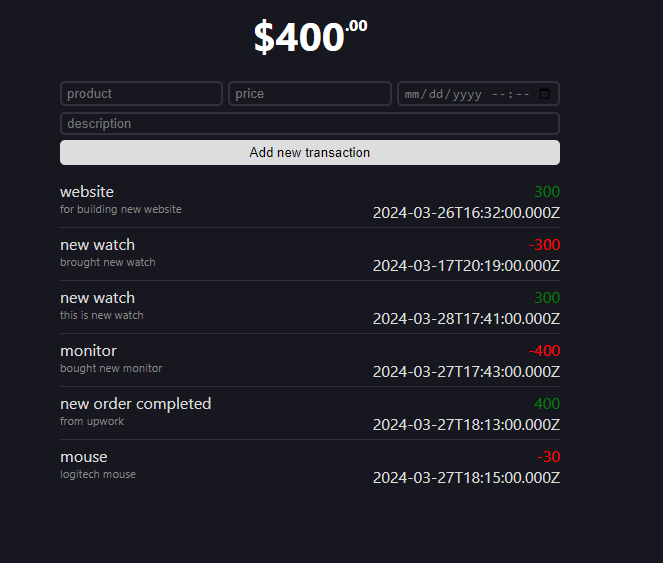 $400.00
product price mm/dd/yyyy --:--
description
Add new transaction
website 300
for building new website 2024-03-26T16:32:00.000Z
new watch -300
brought new watch 2024-03-17T20:19:00.000Z
new watch 300
this is new watch 2024-03-28T17:41:00.000Z
monitor -400
bought new monitor 2024-03-27T17:43:00.000Z
new order completed 400
from upwork 2024-03-27T18:13:00.000Z
mouse -30
logitech mouse 2024-03-27T18:15:00.000Z